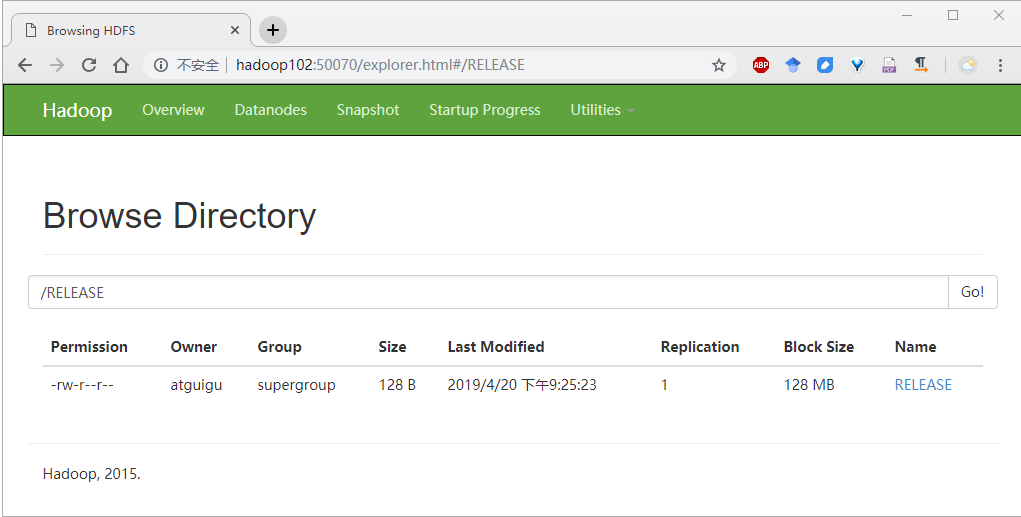 Browsing HDFS
不安全 hadoop102:50070/explorer.html#/RELEASE ABP PDF
Hadoop Overview Datanodes Snapshot Startup Progress Utilities
Browse Directory
/RELEASE Go!
Permission Owner Group Size Last Modified Replication Block Size Name
-rw-r--r-- atguigu supergroup 128 B 2019/4/20 下午9:25:23 1 128 MB RELEASE
Hadoop, 2015.